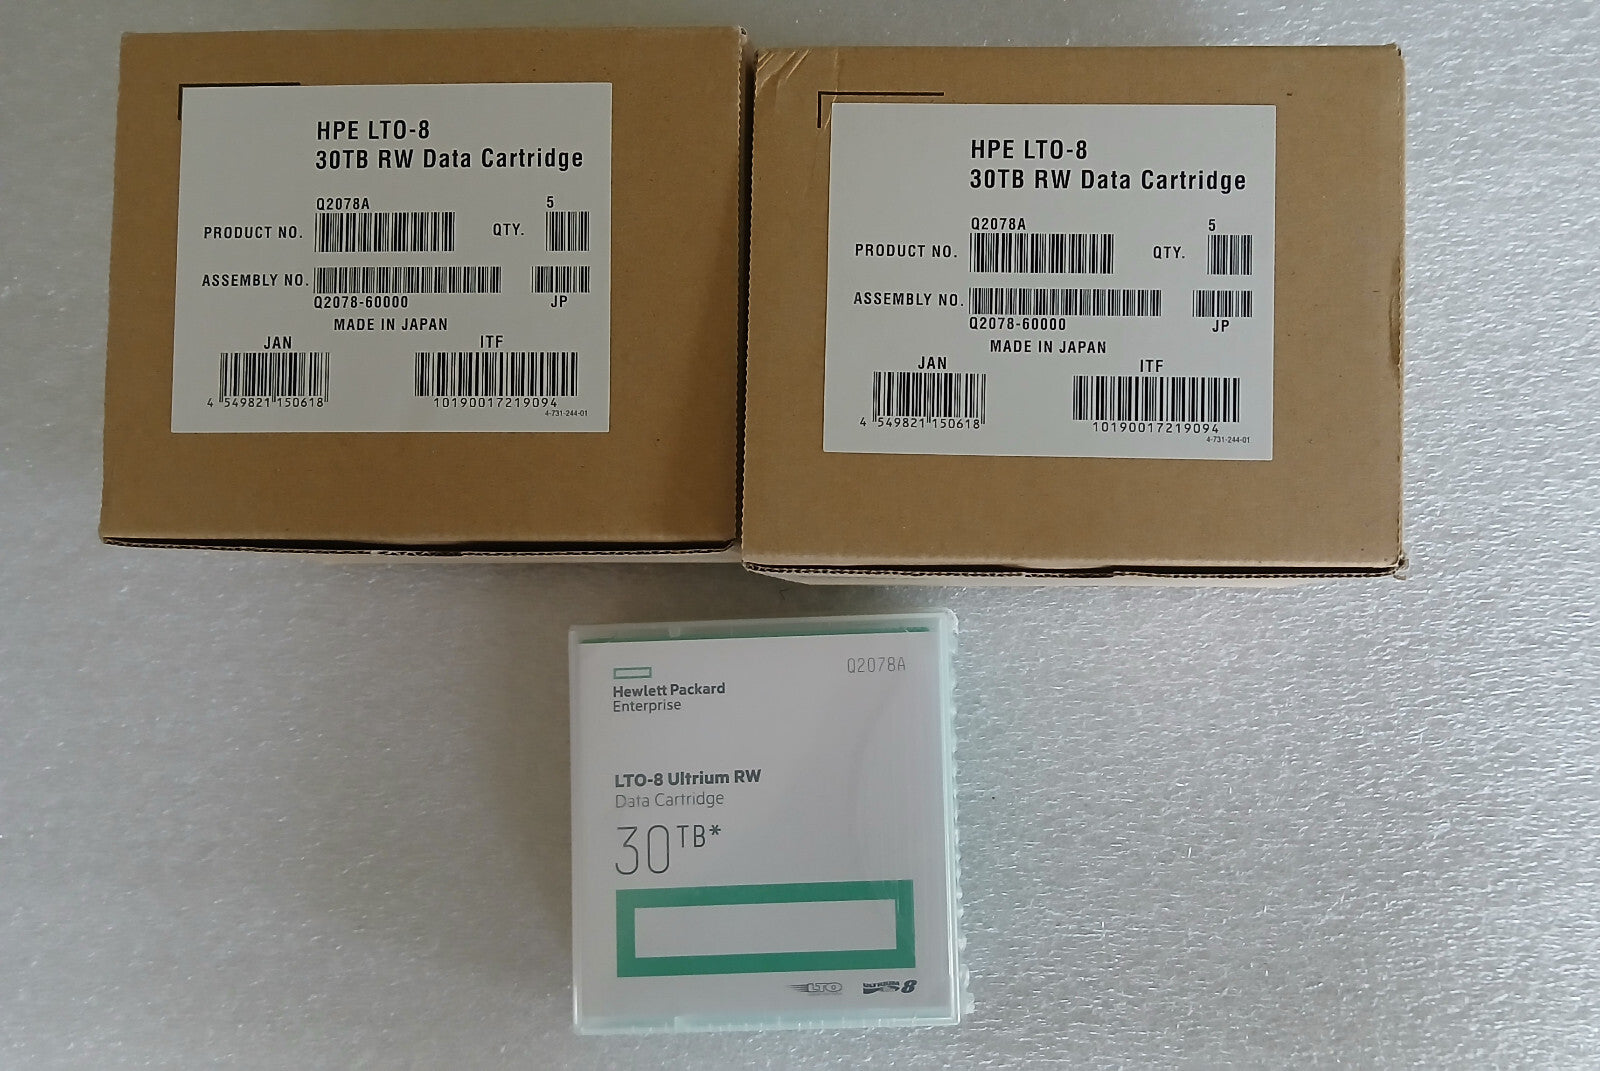 HPE LTO-8
30TB RW Data Cartridge
Q2078A 5
PRODUCT NO. QTY.
ASSEMBLY NO.
Q2078-60000 JP
MADE IN JAPAN
JAN ITF
4 549821 150618 10190017219094
4-731-244-01
HPE LTO-8
30TB RW Data Cartridge
Q2078A 5
PRODUCT NO. QTY.
ASSEMBLY NO.
Q2078-60000 JP
MADE IN JAPAN
JAN ITF
4 549821 150618 10190017219094
4-731-244-01
Q2078A
Hewlett Packard
Enterprise
LTO-8 Ultrium RW
Data Cartridge
30TB*
LTO ULTRIUM 8